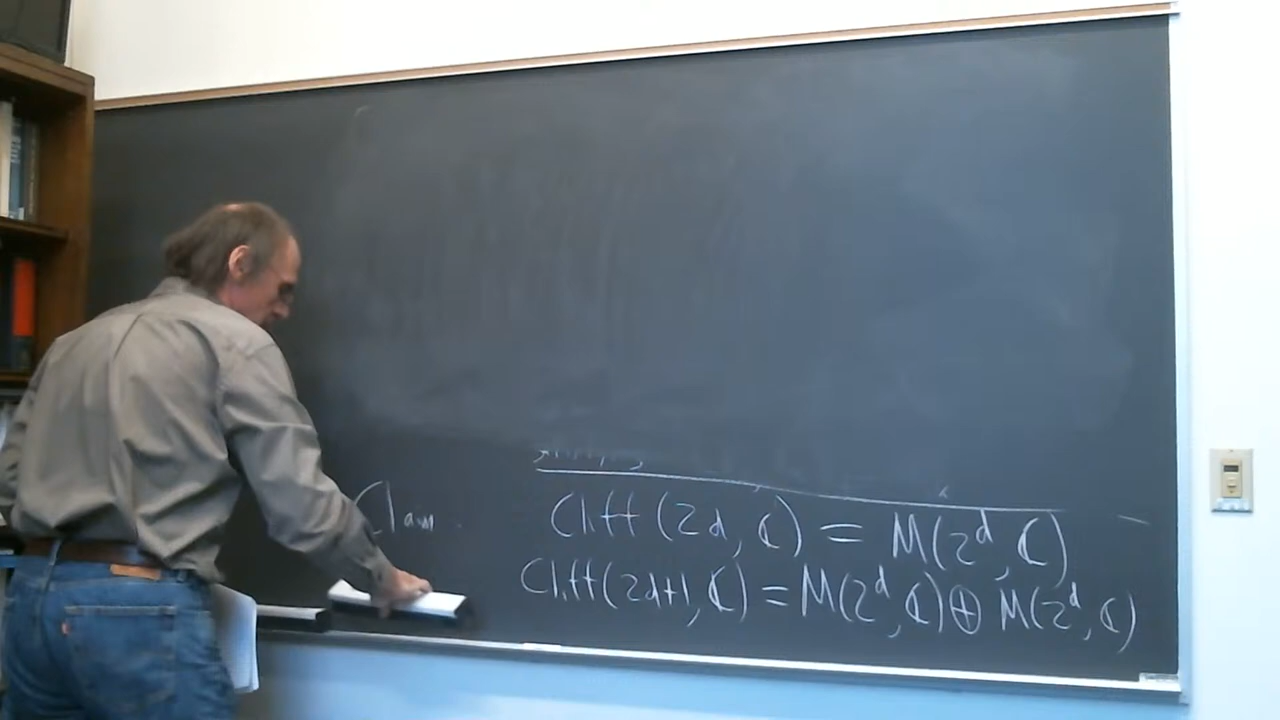 Claim
Cliff(2d, ℂ) = M(2^d, ℂ)
Cliff(2d+1, ℂ) = M(2^d, ℂ) ⊕ M(2^d, ℂ)